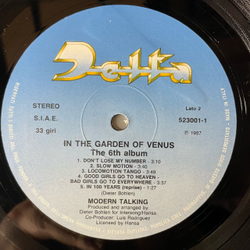 Delta
STEREO
Lato 2
S.I.A.E.
523001-1
33 giri
℗ 1987
IN THE GARDEN OF VENUS
The 6th album
1- DON'T LOSE MY NUMBER - 3:10
2- SLOW MOTION - 3:40
3- LOCOMOTION TANGO - 3:48
4- GOOD GIRLS GO TO HEAVEN -
BAD GIRLS GO TO EVERYWHERE - 3:37
5- IN 100 YEARS (reprise) - 1:27
(Dieter Bohlen)
MODERN TALKING
Produced and arranged by
Dieter Bohlen for Intersong/Hansa
Co-Producer: Luis Rodriguez
Licensed by Hansa